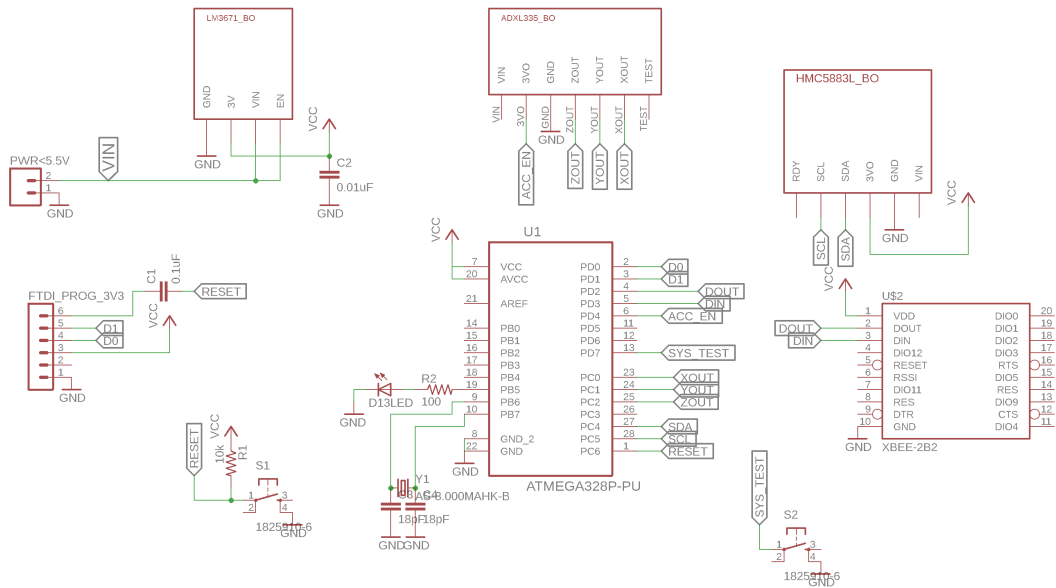 LM3671_BO
GND
3V
VIN
EN
GND
VCC
C2
0.01uF
GND
PWR<5.5V
2
1
VIN
GND
ADXL335_BO
VIN
3VO
GND
ZOUT
YOUT
XOUT
TEST
VIN
3VO
GND
ZOUT
YOUT
XOUT
TEST
GND
ACC_EN
ZOUT
YOUT
XOUT
HMC5883L_BO
RDY
SCL
SDA
3VO
GND
VIN
SCL
SDA
GND
VCC
FTDI_PROG_3V3
6
5
4
3
2
1
C1
0.1uF
RESET
D1
D0
VCC
GND
VCC
U1
7 VCC
20 AVCC
21 AREF
14 PB0
15 PB1
16 PB2
17 PB3
18 PB4
19 PB5
9 PB6
10 PB7
8 GND_2
22 GND
PD0 2 D0
PD1 3 D1
PD2 4 DOUT
PD3 5 DIN
PD4 6 ACC_EN
PD5 11
PD6 12
PD7 13 SYS_TEST
PC0 23 XOUT
PC1 24 YOUT
PC2 25 ZOUT
PC3 26
PC4 27 SDA
PC5 28 SCL
PC6 1 RESET
ATMEGA328P-PU
GND
D13LED
R2
100
GND
Y1
18pF
18pF
GND
GND
RESET
VCC
10k
R1
S1
1
2
3
4
1825910-6
GND
VCC
U$2
1 VDD
DOUT 2 DOUT
DIN 3 DIN
4 DIO12
5 RESET
6 RSSI
7 DIO11
8 RES
9 DTR
10 GND
DIO0 20
DIO1 19
DIO2 18
DIO3 17
RTS 16
DIO5 15
RES 14
DIO9 13
CTS 12
DIO4 11
GND
XBEE-2B2
SYS_TEST
S2
1
2
3
4
1825910-6
GND